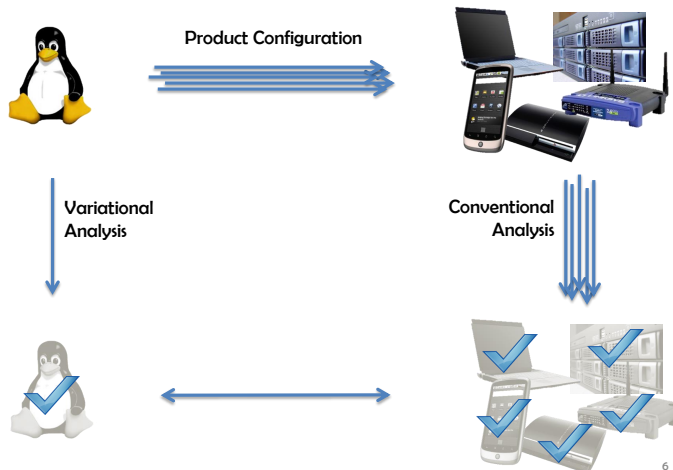 Product Configuration
Variational
Analysis
Conventional
Analysis
6